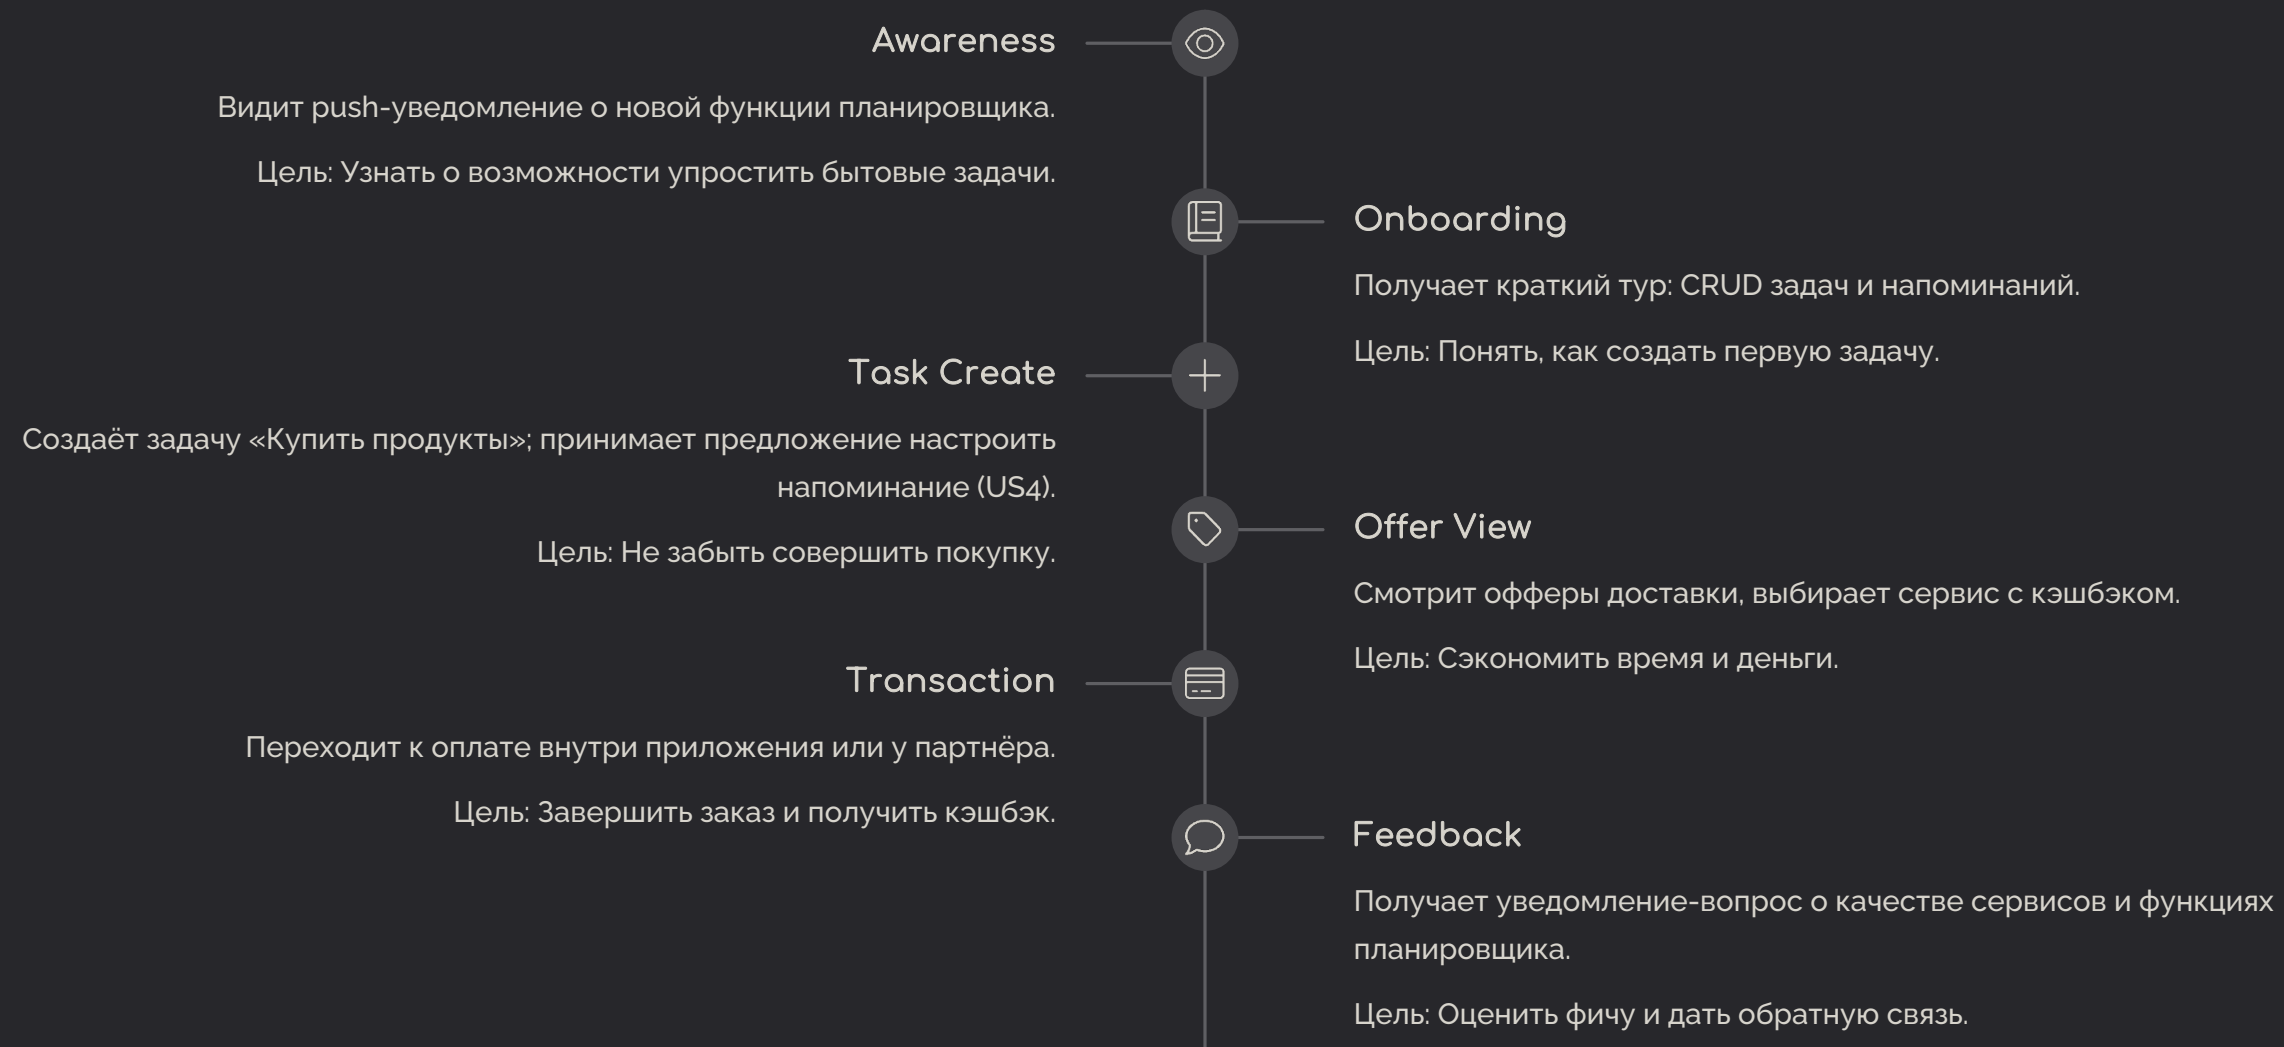 Awareness
Видит push-уведомление о новой функции планировщика.
Цель: Узнать о возможности упростить бытовые задачи.
Onboarding
Получает краткий тур: CRUD задач и напоминаний.
Цель: Понять, как создать первую задачу.
Task Create
Создаёт задачу «Купить продукты»; принимает предложение настроить
напоминание (US4).
Цель: Не забыть совершить покупку.
Offer View
Смотрит офферы доставки, выбирает сервис с кэшбэком.
Цель: Сэкономить время и деньги.
Transaction
Переходит к оплате внутри приложения или у партнёра.
Цель: Завершить заказ и получить кэшбэк.
Feedback
Получает уведомление-вопрос о качестве сервисов и функциях
планировщика.
Цель: Оценить фичу и дать обратную связь.